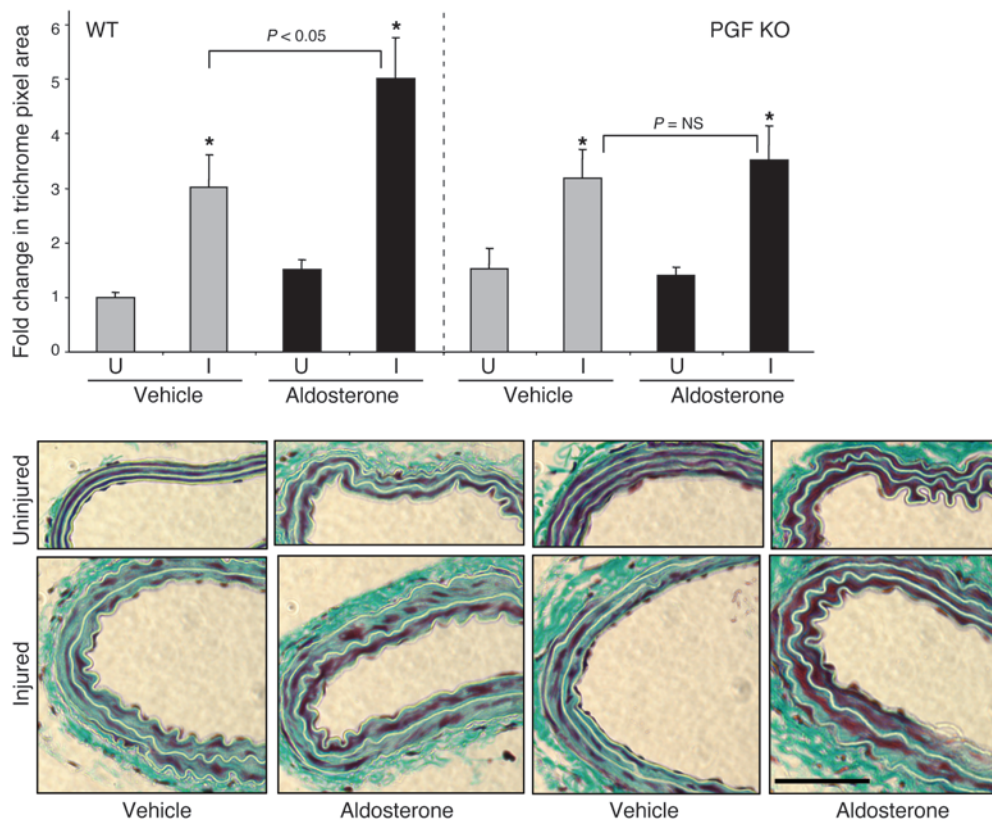 Fold change in trichrome pixel area
6
5
4
3
2
1
0
WT
P < 0.05
*
*
PGF KO
P = NS
*
*
U I U I U I U I
Vehicle Aldosterone Vehicle Aldosterone
Uninjured
Injured
Vehicle Aldosterone Vehicle Aldosterone